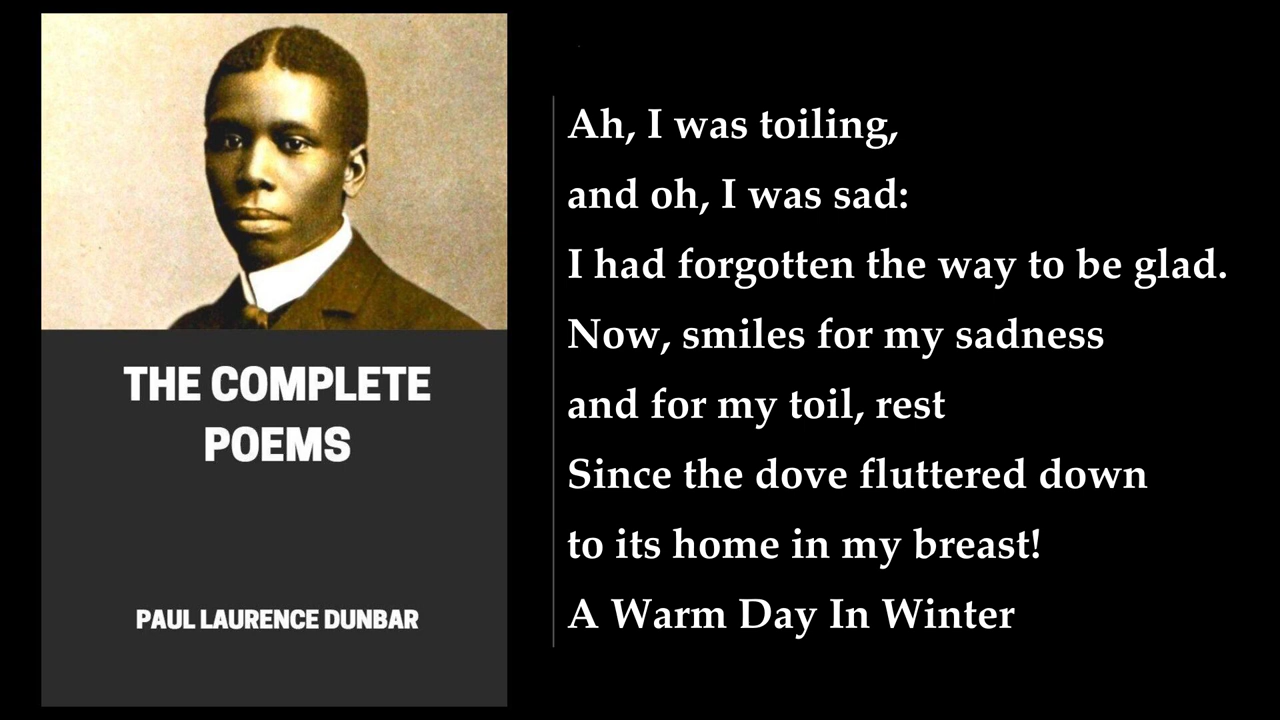 THE COMPLETE
POEMS
PAUL LAURENCE DUNBAR
Ah, I was toiling,
and oh, I was sad:
I had forgotten the way to be glad.
Now, smiles for my sadness
and for my toil, rest
Since the dove fluttered down
to its home in my breast!
A Warm Day In Winter